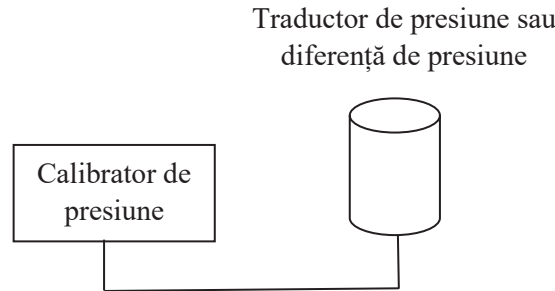 Traductor de presiune sau
diferență de presiune
Calibrator de
presiune